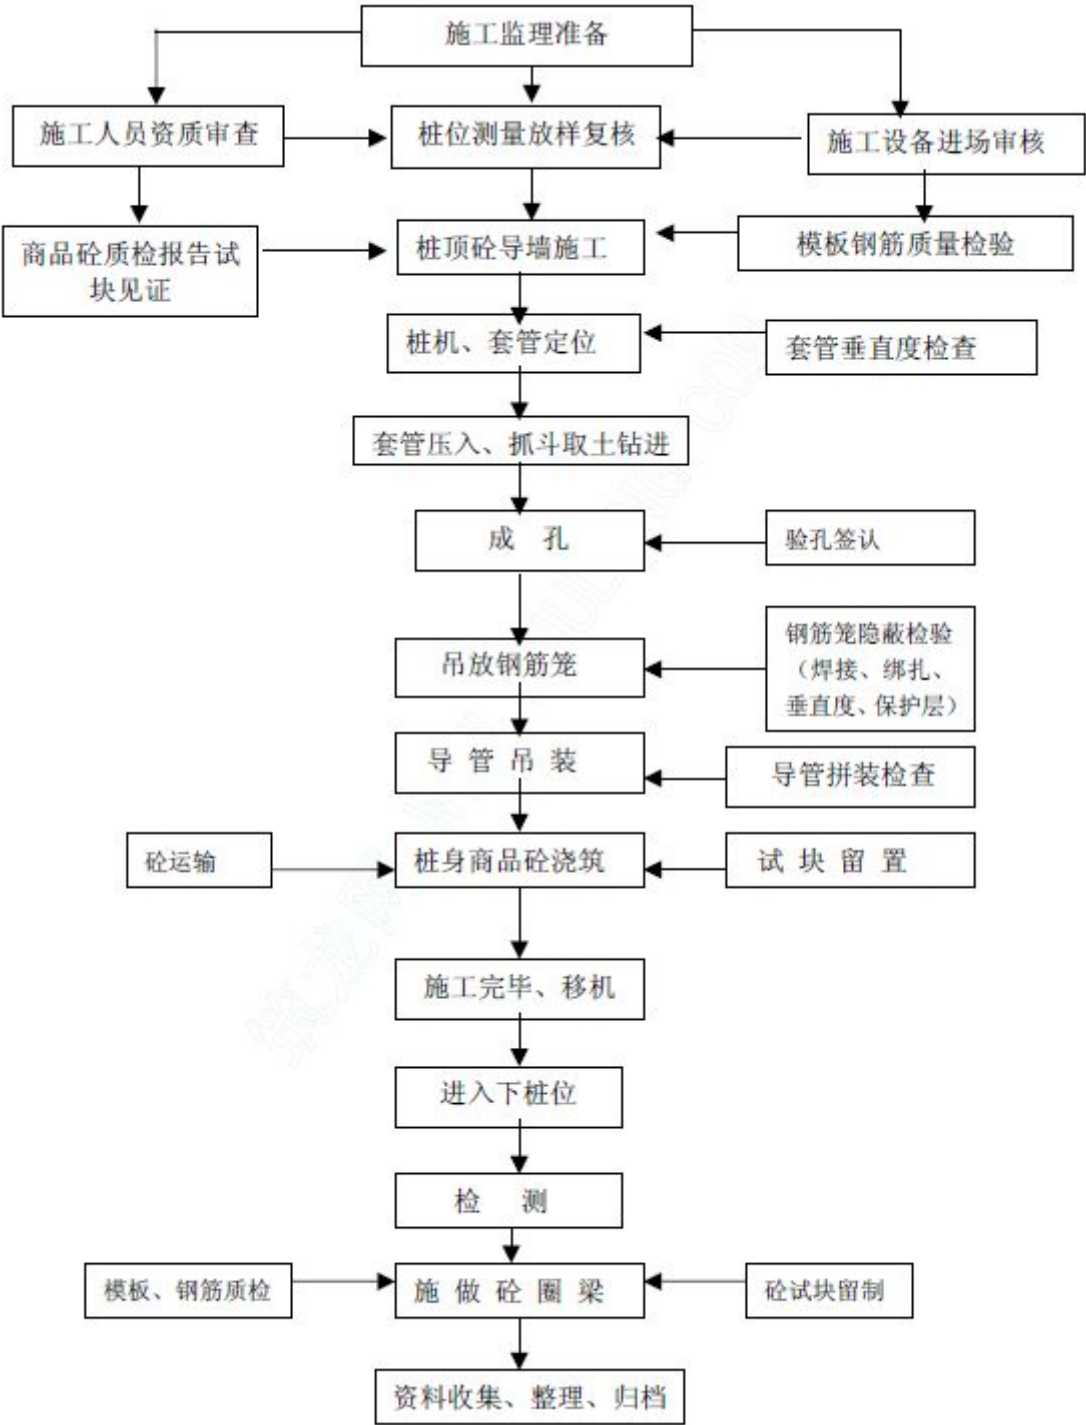 施工监理准备
施工人员资质审查
桩位测量放样复核
施工设备进场审核
商品砼质检报告试
块见证
桩顶砼导墙施工
模板钢筋质量检验
桩机、套管定位
套管垂直度检查
套管压入、抓斗取土钻进
成 孔
验孔签认
吊放钢筋笼
钢筋笼隐蔽检验
（焊接、绑扎、
垂直度、保护层）
导 管 吊 装
导管拼装检查
砼运输
桩身商品砼浇筑
试 块 留 置
施工完毕、移机
进入下桩位
检 测
模板、钢筋质检
施 做 砼 圈 梁
砼试块留制
资料收集、整理、归档